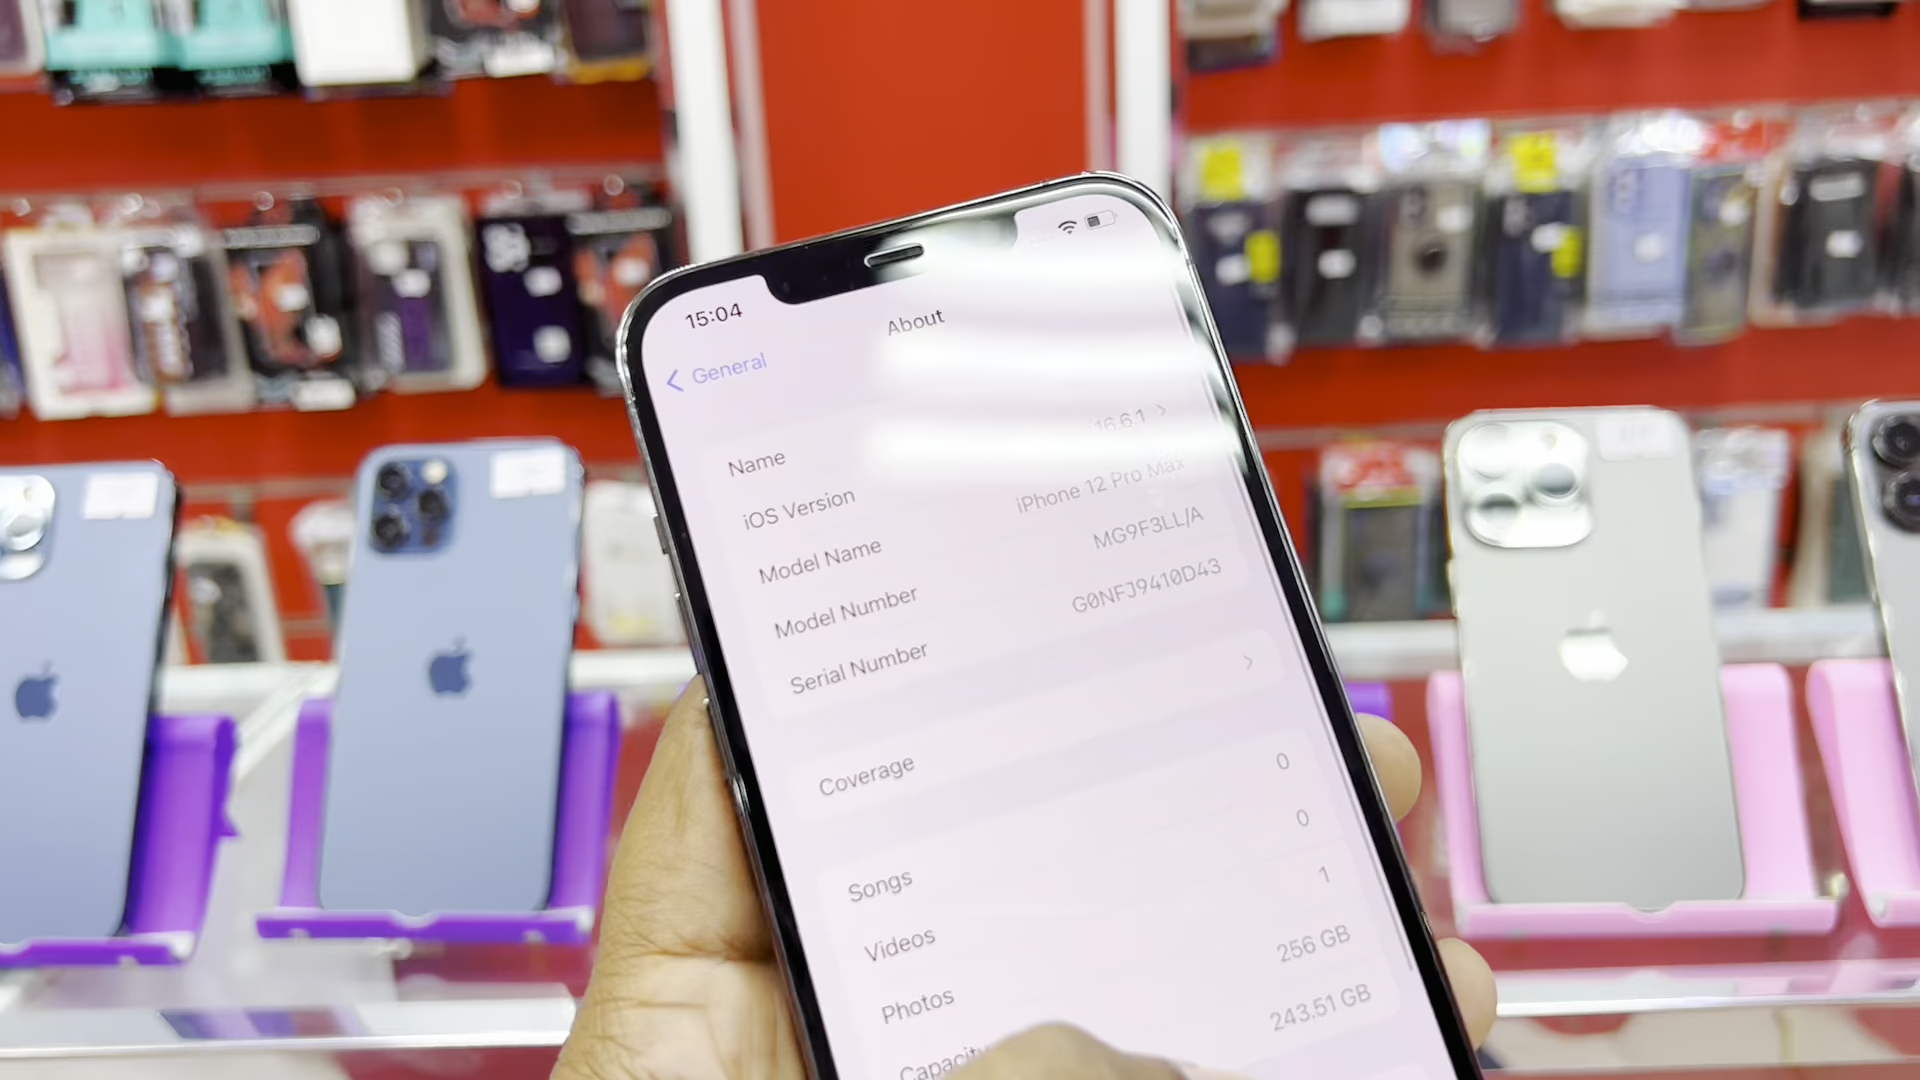 15:04
About
General
Name
iOS Version 16.6.1
Model Name iPhone 12 Pro Max
Model Number MG9F3LL/A
Serial Number G0NFJ9410D43
Coverage
Songs 0
Videos 0
Photos 1
Capacity 256 GB
243.51 GB